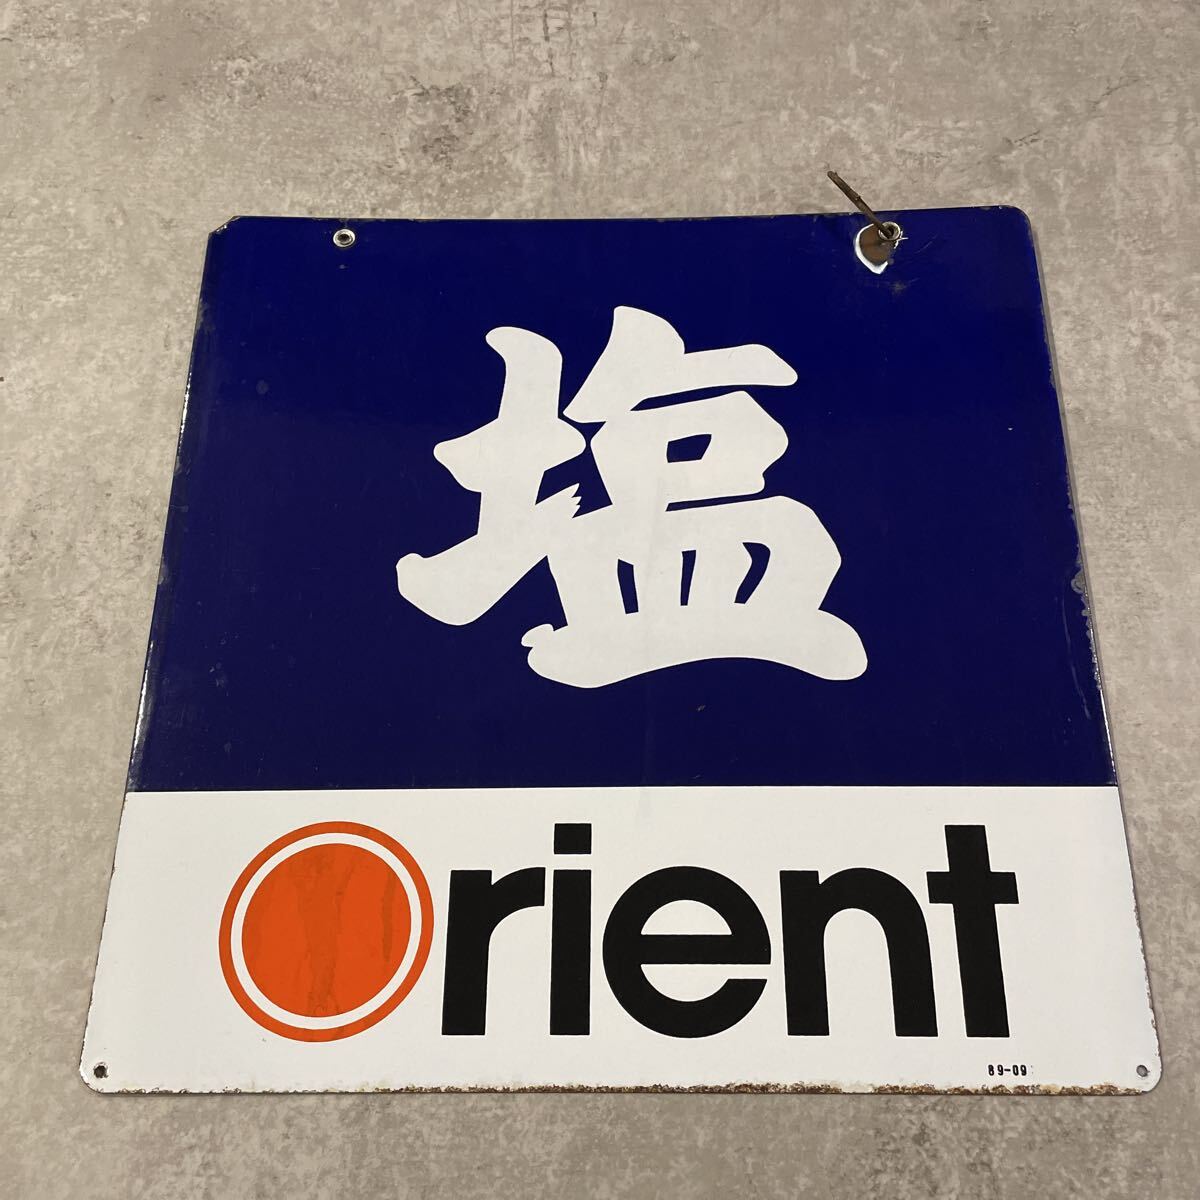 塩
Orient
89-09